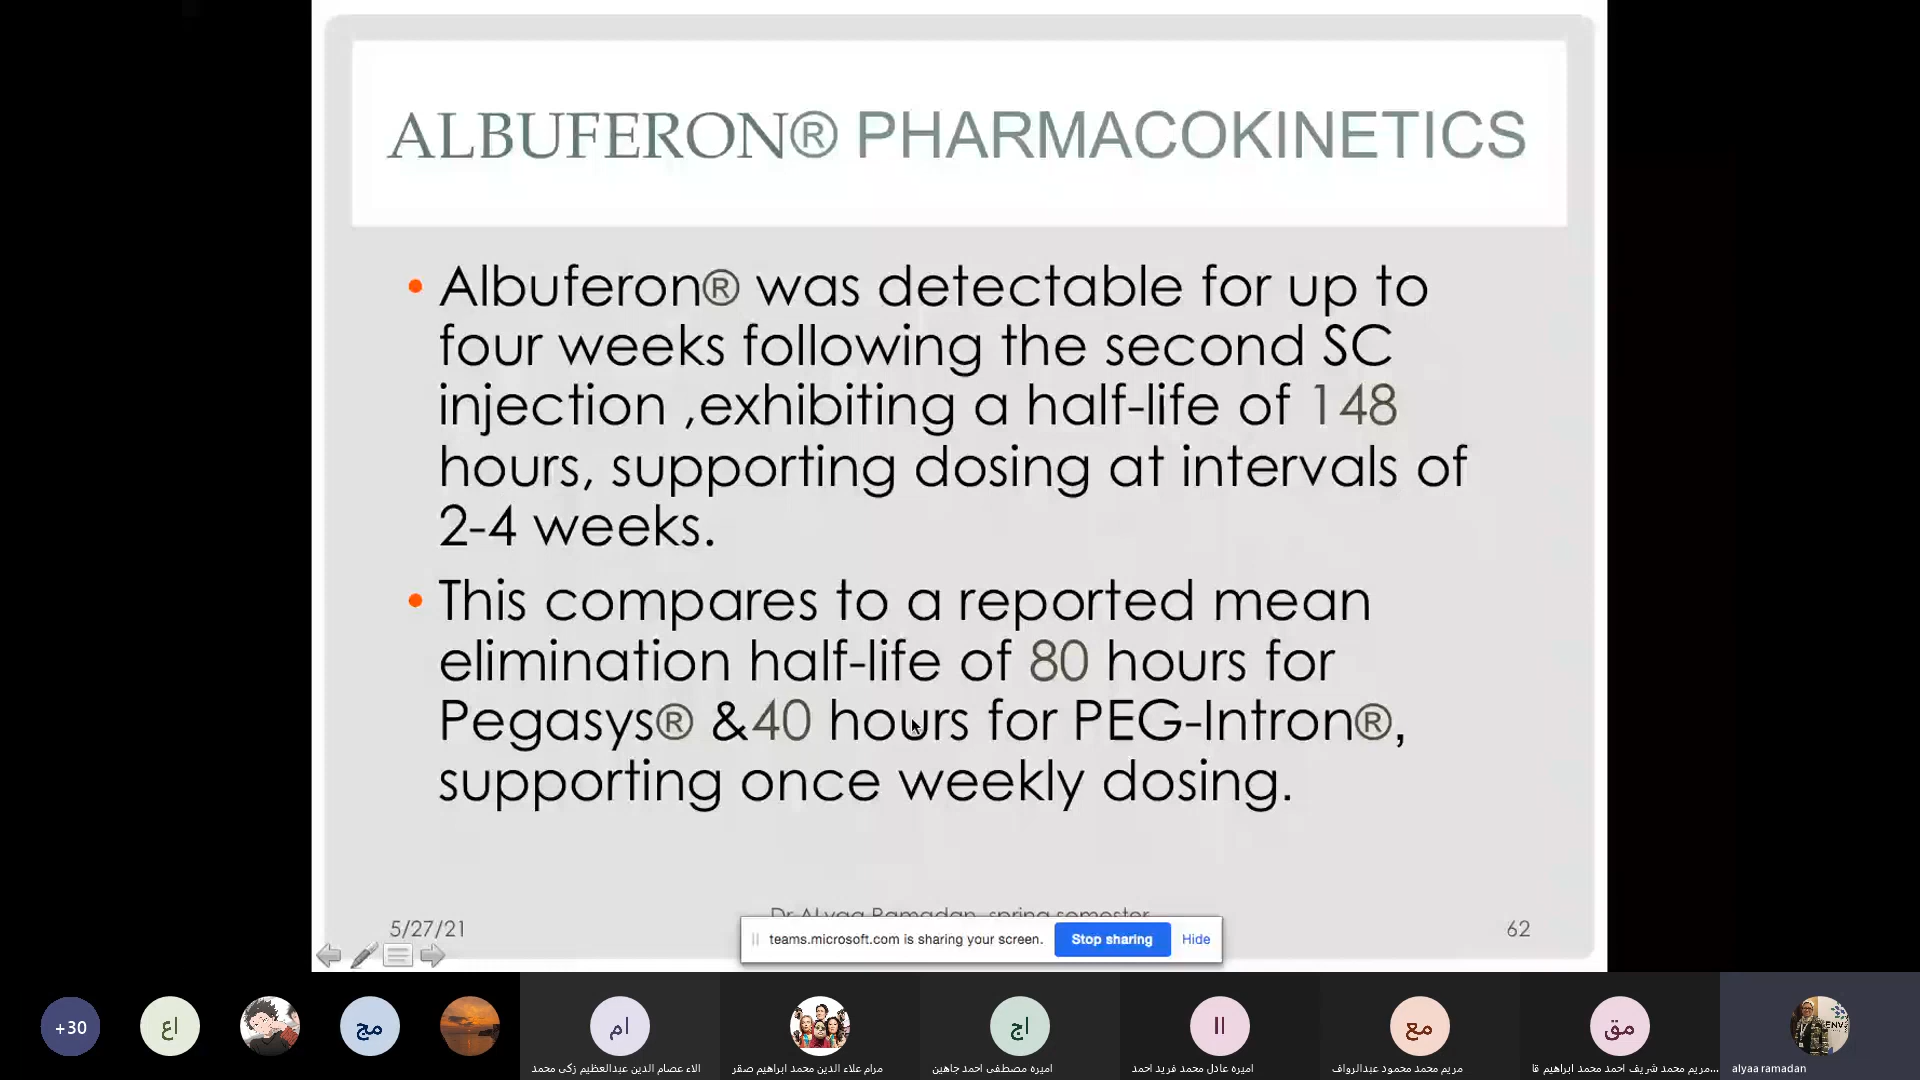 ALBUFERON® PHARMACOKINETICS
• Albuferon® was detectable for up to
four weeks following the second SC
injection ,exhibiting a half-life of 148
hours, supporting dosing at intervals of
2-4 weeks.
• This compares to a reported mean
elimination half-life of 80 hours for
Pegasys® &40 hours for PEG-Intron®,
supporting once weekly dosing.
5/27/21
Dr ALyaa Ramadan, spring semester
62
teams.microsoft.com is sharing your screen.
Stop sharing
Hide
+30
اع
مج
ام
اج
اا
مع
مق
الاء عصام الدين عبدالعظيم زكى محمد
مرام علاء الدين محمد ابراهيم صقر
اميره مصطفى احمد جاهين
اميره عادل محمد فريد احمد
مريم محمد محمود عبدالرواف
مريم محمد شريف احمد محمد ابراهيم قا...
alyaa ramadan